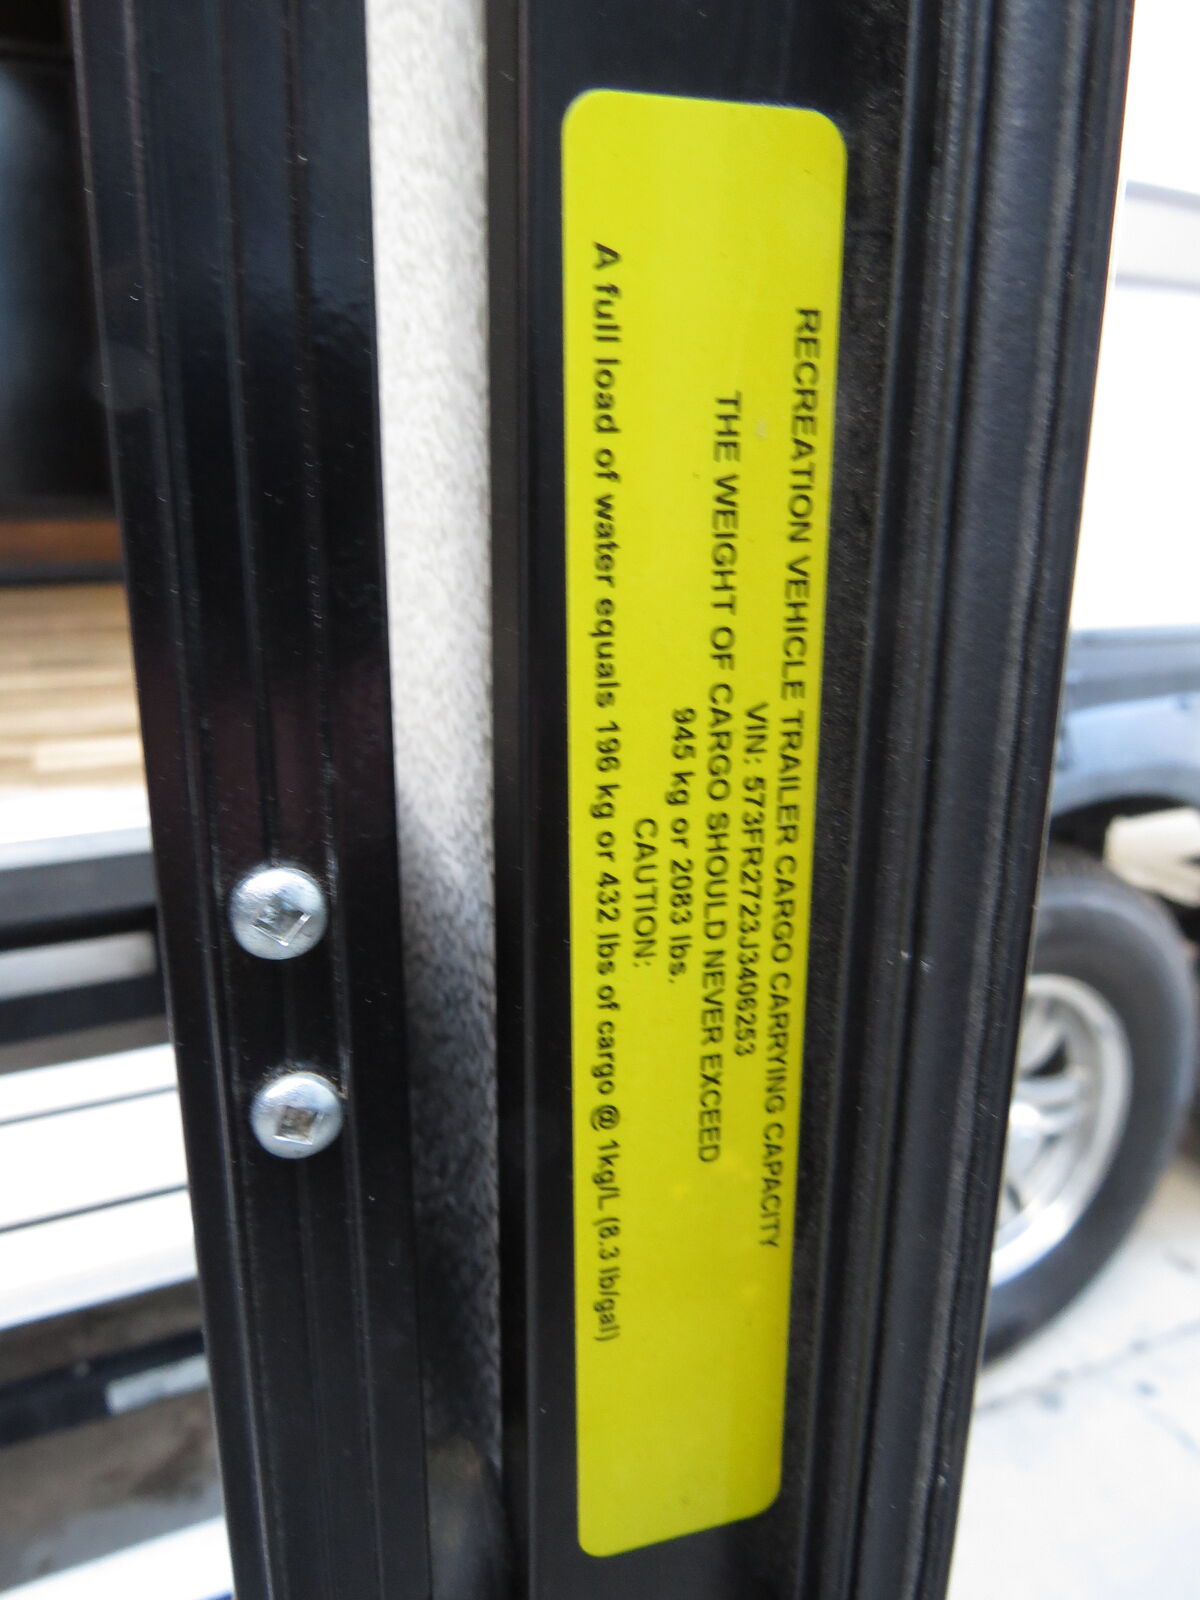 RECREATION VEHICLE TRAILER CARGO CARRYING CAPACITY
VIN: 573FR2723J3406253
THE WEIGHT OF CARGO SHOULD NEVER EXCEED
945 kg or 2083 lbs.
CAUTION:
A full load of water equals 196 kg or 432 lbs of cargo @ 1kg/L (8.3 lb/gal)